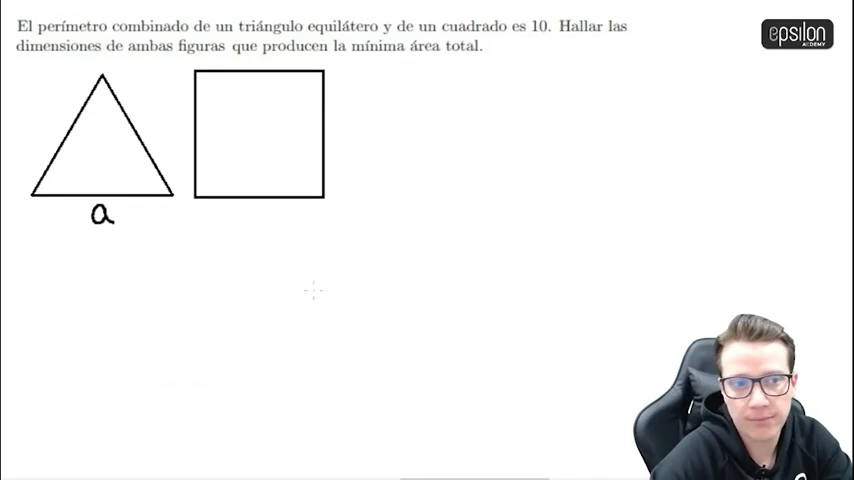 El perímetro combinado de un triángulo equilátero y de un cuadrado es 10. Hallar las
dimensiones de ambas figuras que producen la mínima área total.
epsilon
ACADEMY
a